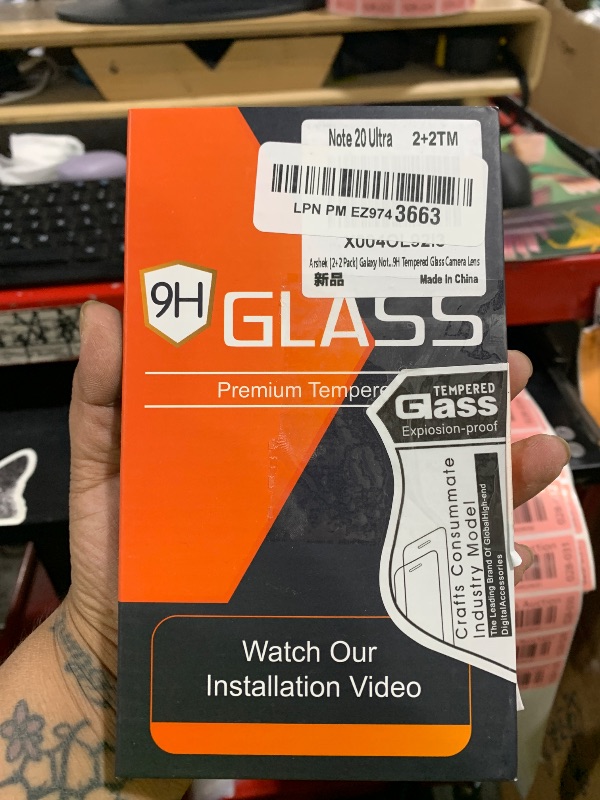 Note 20 Ultra 2+2TM
LPN PM EZ974 3663
Arshek [2+2 Pack] Galaxy Not...9H Tempered Glass Camera Lens
新品 Made In China
9H
GLASS
Premium Tempere
TEMPERED
Glass
Expiosion-proof
Crafts Consummate
Industry Model
The Leading Brand Of GlobalHigh-end
DigitalAccessories
Watch Our
Installation Video